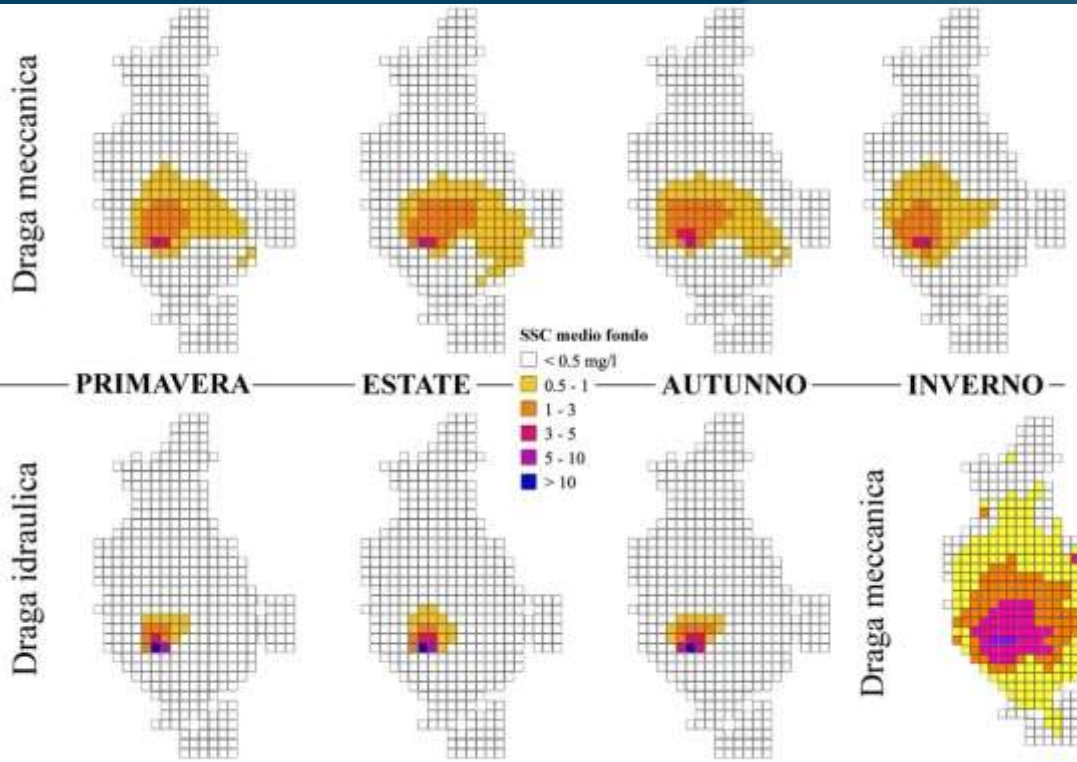 Draga meccanica
SSC medio fondo
< 0.5 mg/l
0.5 - 1
1 - 3
3 - 5
5 - 10
> 10
PRIMAVERA
ESTATE
AUTUNNO
INVERNO
Draga idraulica
Draga meccanica